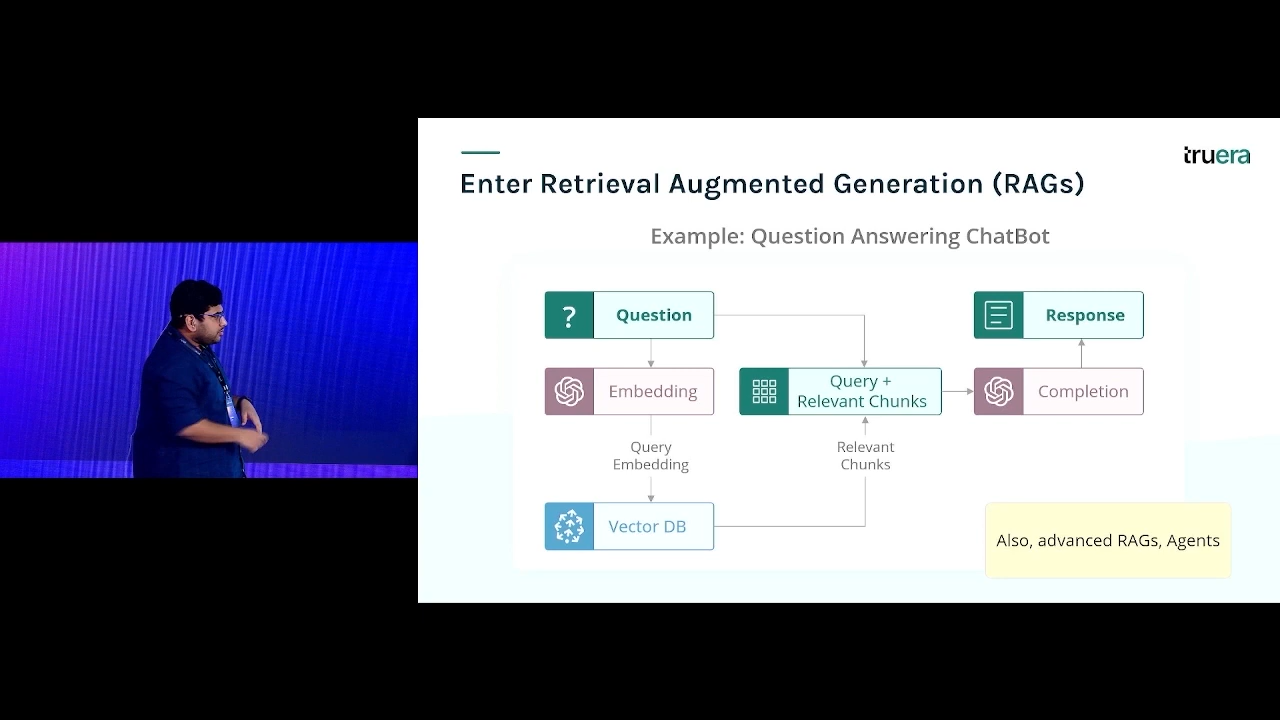 truera
Enter Retrieval Augmented Generation (RAGs)
Example: Question Answering ChatBot
? Question
Response
Embedding
Query +
Relevant Chunks
Completion
Query
Embedding
Relevant
Chunks
Vector DB
Also, advanced RAGs, Agents